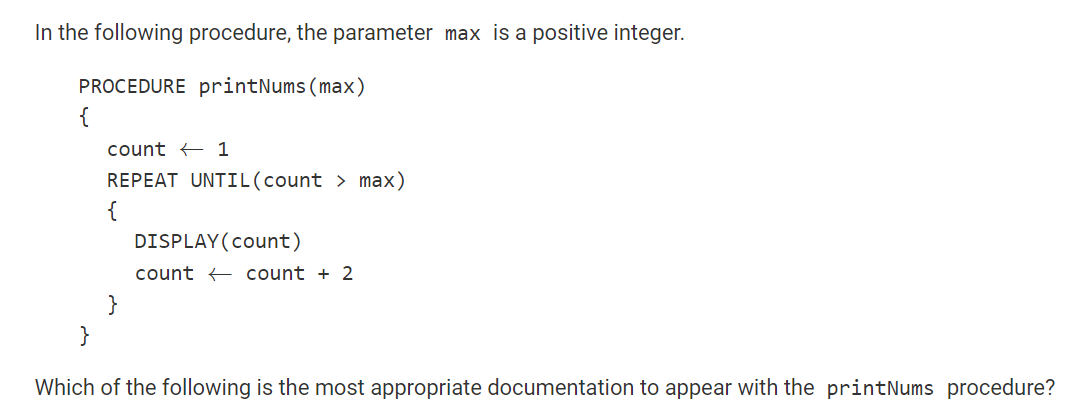 In the following procedure, the parameter max is a positive integer.
PROCEDURE printNums(max)
{
count ← 1
REPEAT UNTIL(count > max)
{
DISPLAY(count)
count ← count + 2
}
}
Which of the following is the most appropriate documentation to appear with the printNums procedure?